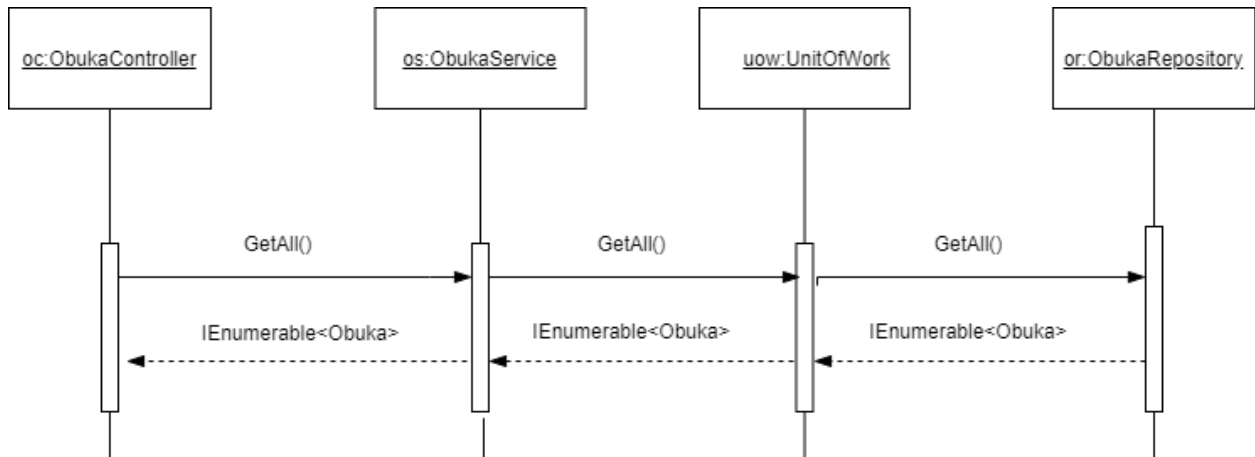 oc:ObukaController
os:ObukaService
uow:UnitOfWork
or:ObukaRepository
GetAll()
GetAll()
GetAll()
IEnumerable<Obuka>
IEnumerable<Obuka>
IEnumerable<Obuka>